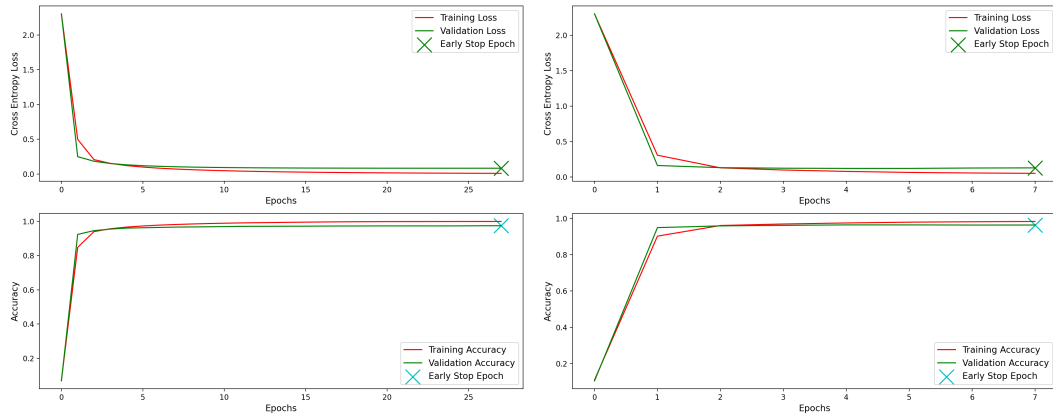 Cross Entropy Loss
2.0
1.5
1.0
0.5
0.0
Training Loss
Validation Loss
Early Stop Epoch
0 5 10 15 20 25
Epochs
Cross Entropy Loss
2.0
1.5
1.0
0.5
0.0
Training Loss
Validation Loss
Early Stop Epoch
0 1 2 3 4 5 6 7
Epochs
Accuracy
1.0
0.8
0.6
0.4
0.2
Training Accuracy
Validation Accuracy
Early Stop Epoch
0 5 10 15 20 25
Epochs
Accuracy
1.0
0.8
0.6
0.4
0.2
Training Accuracy
Validation Accuracy
Early Stop Epoch
0 1 2 3 4 5 6 7
Epochs